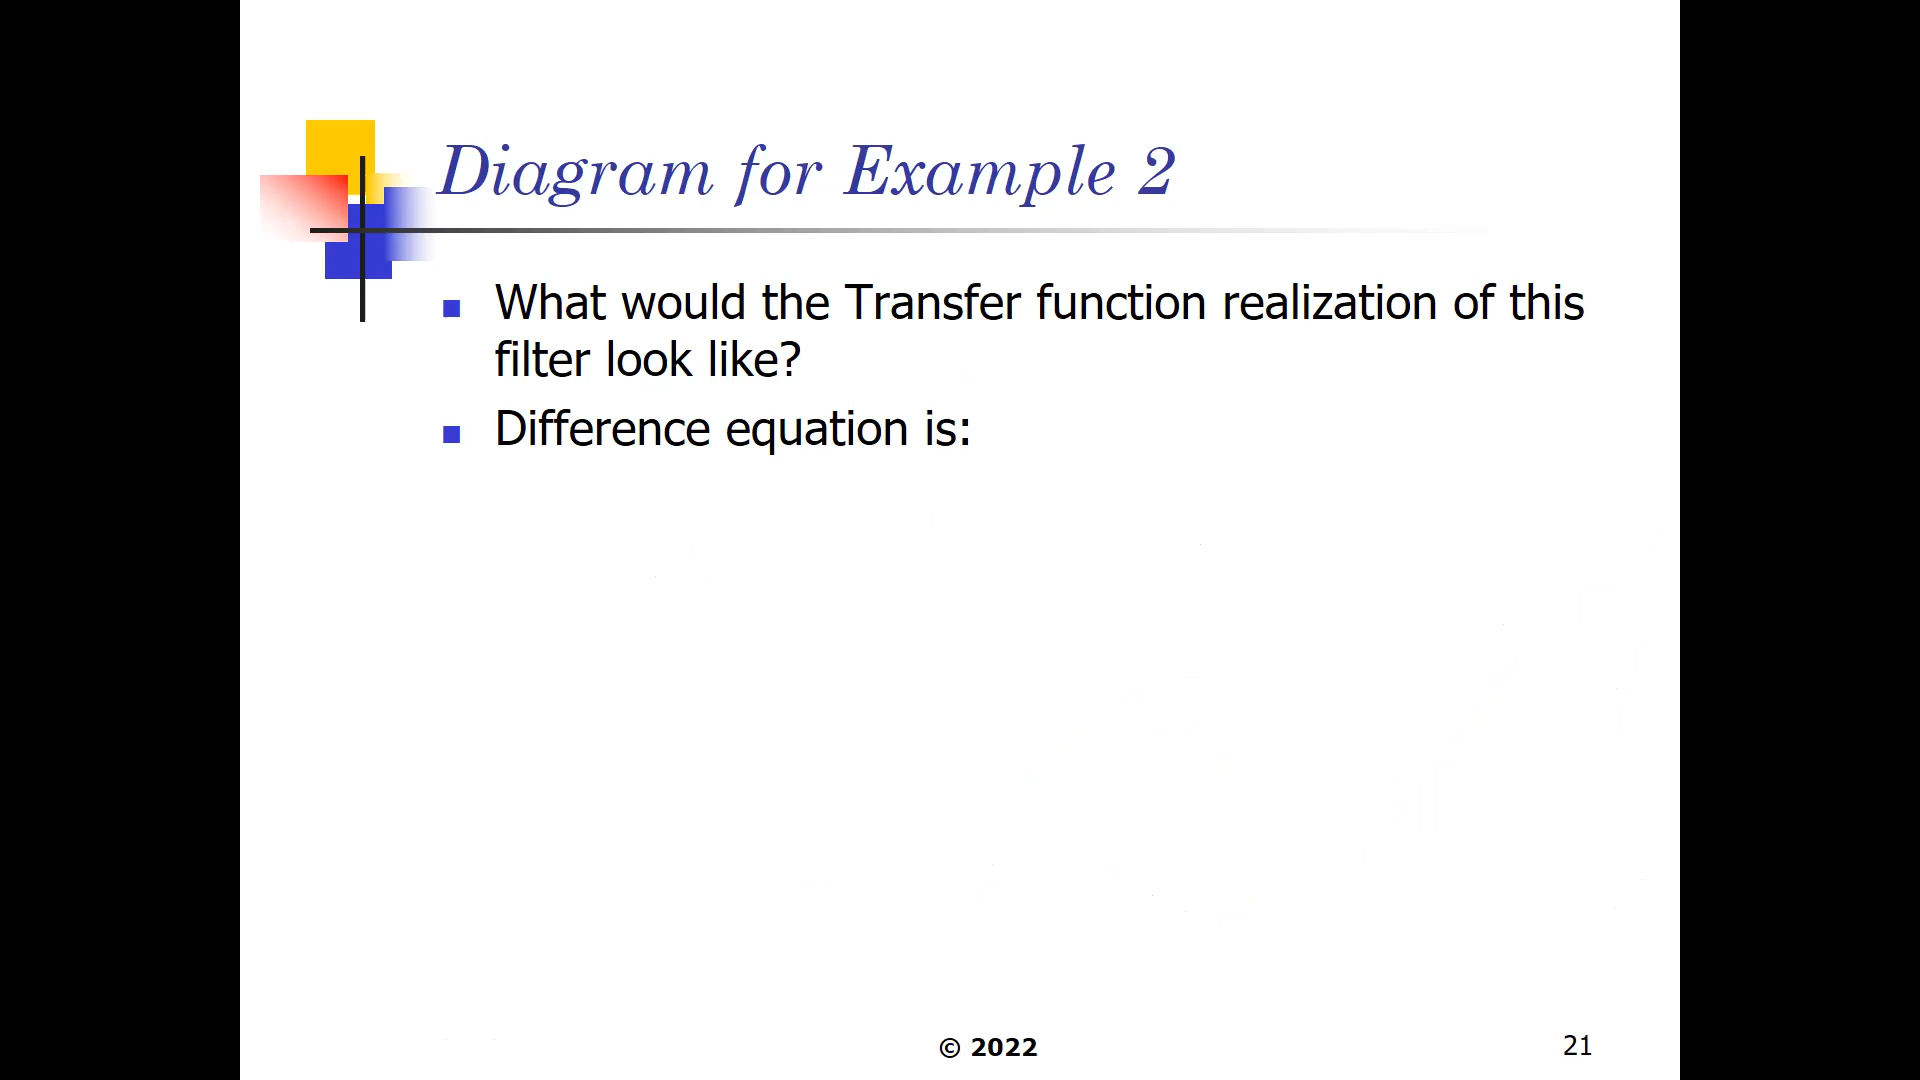 Diagram for Example 2
What would the Transfer function realization of this
filter look like?
Difference equation is:
© 2022
21